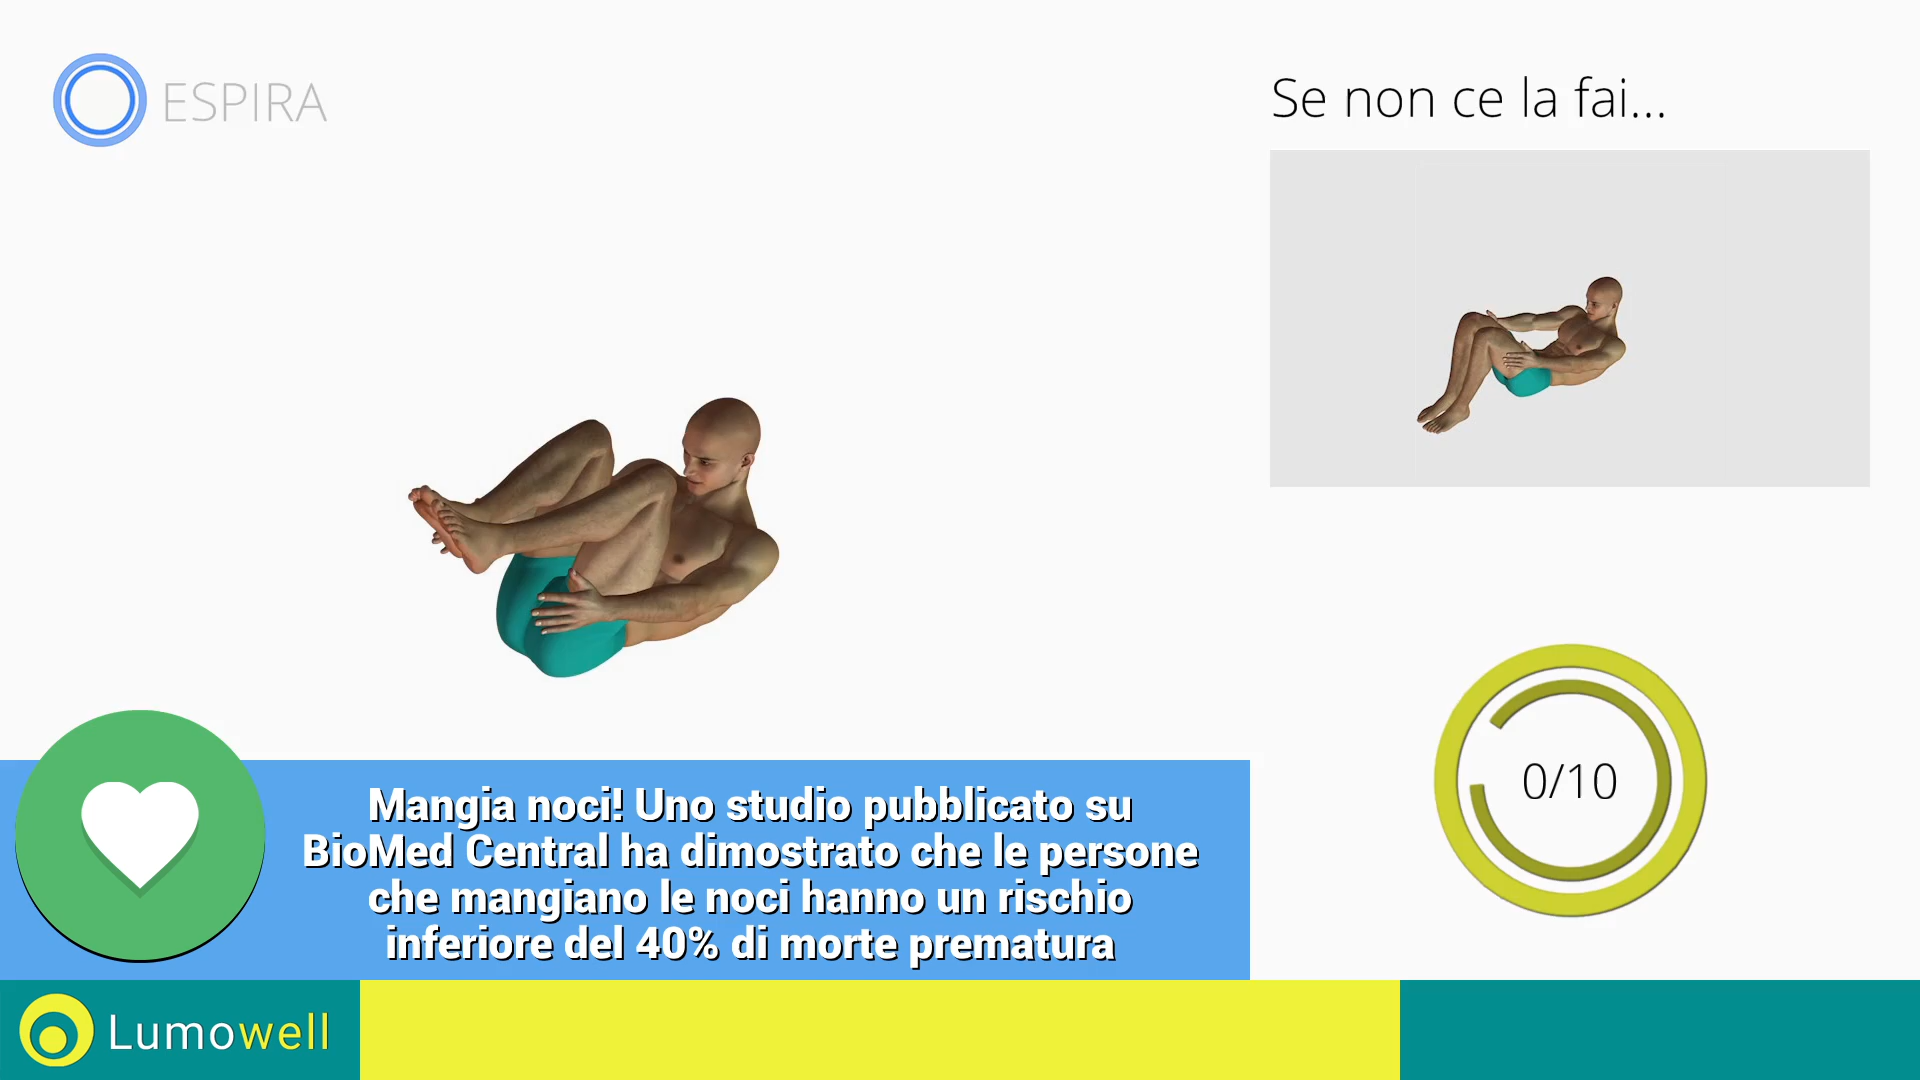 ESPIRA
Se non ce la fai...
0/10
Mangia noci! Uno studio pubblicato su
BioMed Central ha dimostrato che le persone
che mangiano le noci hanno un rischio
inferiore del 40% di morte prematura
Lumowell